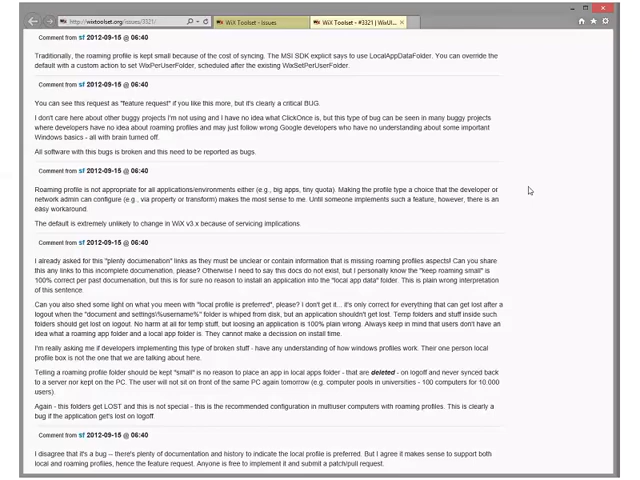 http://wixtoolset.org/issues/3321/
WiX Toolset - Issues
WiX Toolset - #3321 | WixUI...
Comment from sf 2012-09-15 @ 06:40
Traditionally, the roaming profile is kept small because of the cost of syncing. The MSI SDK explicit says to use LocalAppDataFolder. You can override the
default with a custom action to set WixPerUserFolder, scheduled after the existing WixSetPerUserFolder.
Comment from sf 2012-09-15 @ 06:40
You can see this request as "feature request" if you like this more, but it's clearly a critical BUG.
I don't care here about other buggy projects I'm not using and I have no idea what ClickOnce is, but this type of bug can be seen in many buggy projects
where developers have no idea about roaming profiles and may just follow wrong Google developers who have no understanding about some important
Windows basics - all with brain turned off.
All software with this bugs is broken and this need to be reported as bugs.
Comment from sf 2012-09-15 @ 06:40
Roaming profile is not appropriate for all applications/environments either (e.g., big apps, tiny quota). Making the profile type a choice that the developer or
network admin can configure (e.g., via property or transform) makes the most sense to me. Until someone implements such a feature, however, there is an
easy workaround.
The default is extremely unlikely to change in WiX v3.x because of servicing implications.
Comment from sf 2012-09-15 @ 06:40
I already asked for this "plenty documenation" links as they must be unclear or contain information that is missing roaming profiles aspects! Can you share
this any links to this incomplete documenation, please? Otherwise I need to say this docs do not exist, but I personally know the "keep roaming small" is
100% correct per past documenation, but this is for sure no reason to install an application into the "local app data" folder. This is plain wrong interpretation
of this sentence.
Can you also shed some light on what you meen with "local profile is preferred", please? I don't get it... it's only correct for everything that can get lost after a
logout when the "document and settings\%username%" folder is whiped from disk, but an application shouldn't get lost. Temp folders and stuff inside such
folders should get lost on logout. No harm at all for temp stuff, but loosing an application is 100% plain wrong. Always keep in mind that users don't have an
idea what a roaming app folder and a local app folder is. They cannot make a decision on install time.
I'm really asking me if developers implementing this type of broken stuff - have any understanding of how windows profiles work. Their one person local
profile box is not the one that we are talking about here.
Telling a roaming profile folder should be kept "small" is no reason to place an app in local apps folder - that are deleted - on logoff and never synced back
to a server nor kept on the PC. The user will not sit on front of the same PC again tomorrow (e.g. computer pools in universities - 100 computers for 10.000
users).
Again - this folders get LOST and this is not special - this is the recommended configuration in multiuser computers with roaming profiles. This is clearly a
bug if the application get's lost on logoff.
Comment from sf 2012-09-15 @ 06:40
I disagree that it's a bug -- there's plenty of documentation and history to indicate the local profile is preferred. But I agree it makes sense to support both
local and roaming profiles, hence the feature request. Anyone is free to implement it and submit a patch/pull request.